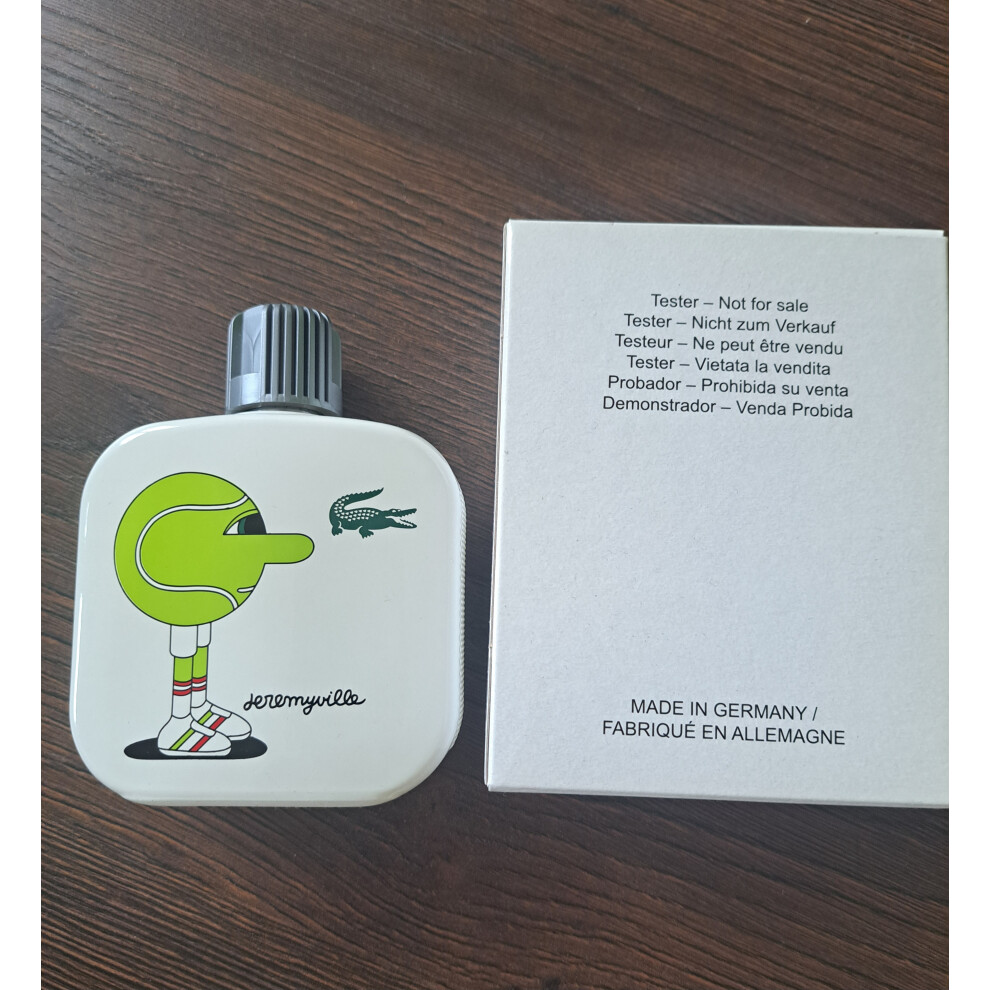 Tester – Not for sale
Tester – Nicht zum Verkauf
Testeur – Ne peut être vendu
Tester – Vietata la vendita
Probador – Prohibida su venta
Demonstrador – Venda Probida
jeremyville
MADE IN GERMANY /
FABRIQUÉ EN ALLEMAGNE